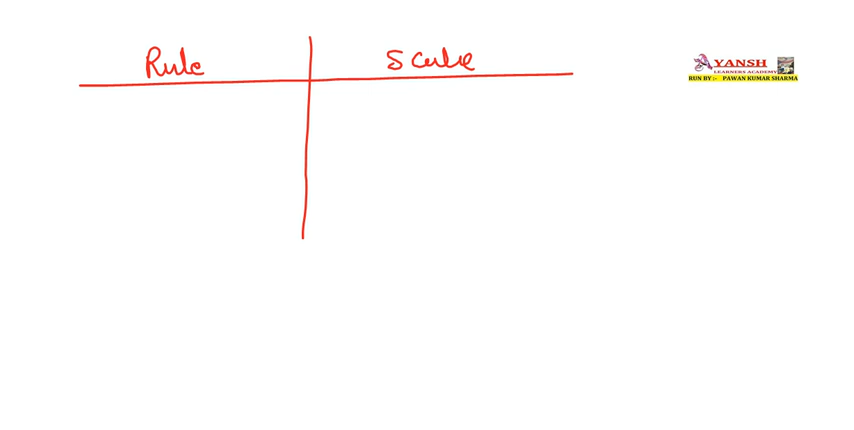 Rule Scale
AYANSH
LEARNERS ACADEMY
RUN BY :- PAWAN KUMAR SHARMA